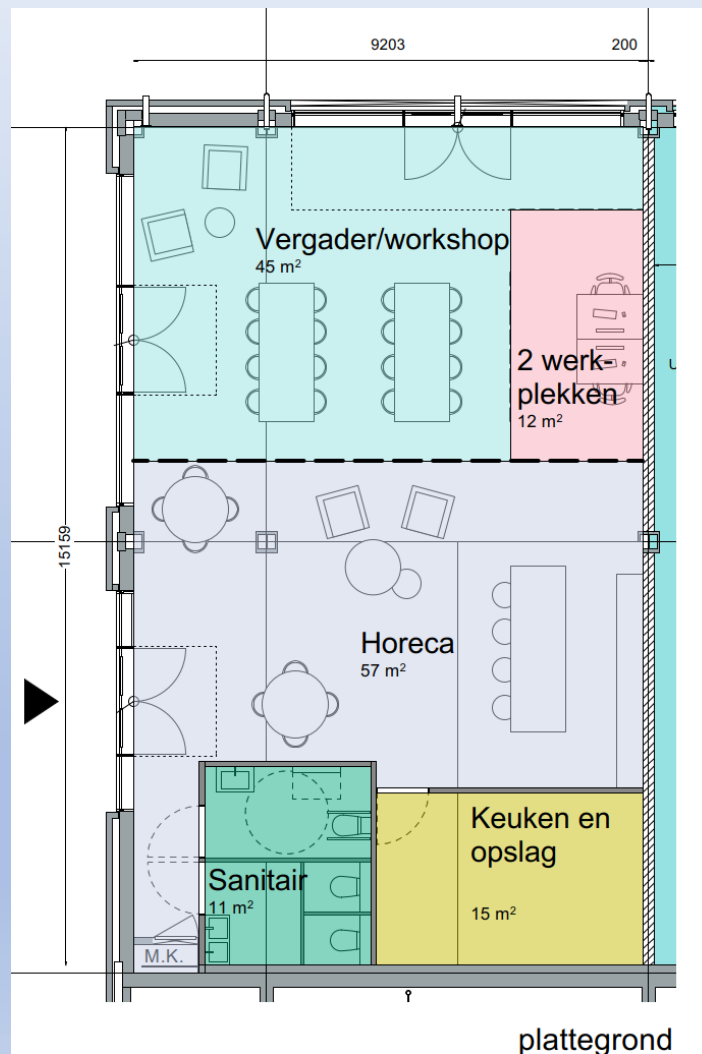 9203
200
Vergader/workshop
45 m²
2 werk-
plekken
12 m²
U
15159
Horeca
57 m²
Keuken en
opslag
15 m²
Sanitair
11 m²
M.K.
plattegrond